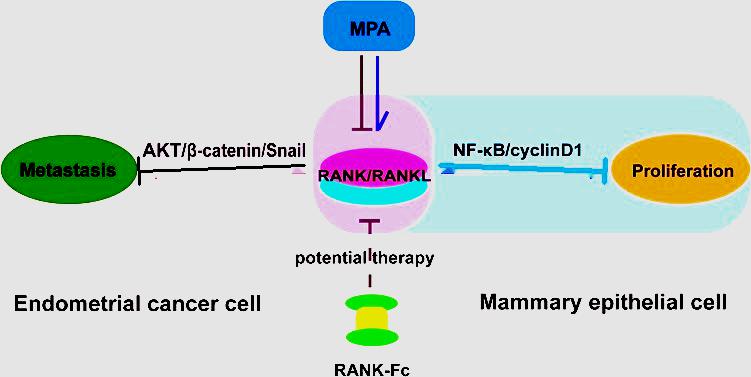 MPA
AKT/β-catenin/Snail
NF-κB/cyclinD1
Metastasis
RANK/RANKL
Proliferation
potential therapy
Endometrial cancer cell
Mammary epithelial cell
RANK-Fc